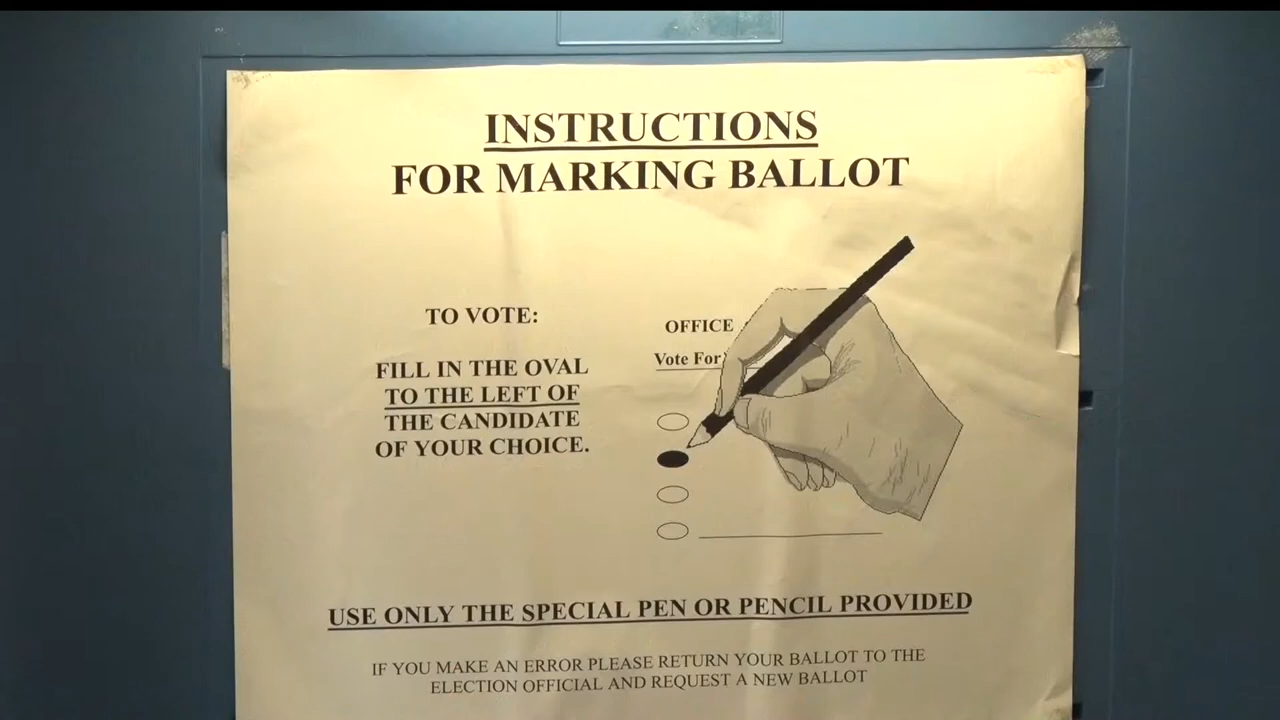 INSTRUCTIONS
FOR MARKING BALLOT
TO VOTE:
FILL IN THE OVAL
TO THE LEFT OF
THE CANDIDATE
OF YOUR CHOICE.
OFFICE
Vote For
USE ONLY THE SPECIAL PEN OR PENCIL PROVIDED
IF YOU MAKE AN ERROR PLEASE RETURN YOUR BALLOT TO THE
ELECTION OFFICIAL AND REQUEST A NEW BALLOT